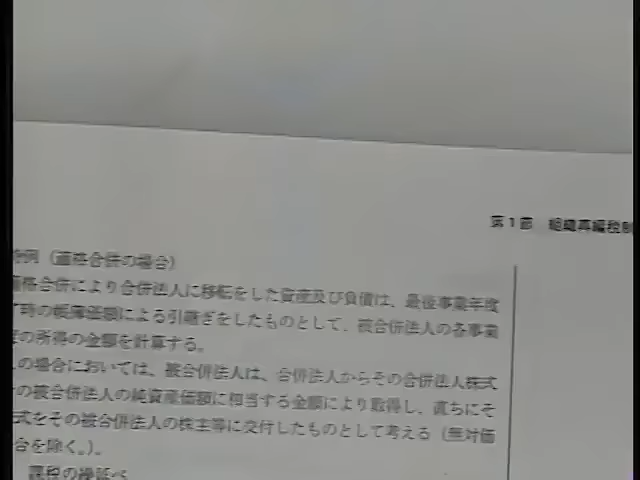 第1節 組織再編税制
特例（適格合併の場合）
適格合併により合併法人に移転をした資産及び負債は、最後事業年度
了時の帳簿価額による引継ぎをしたものとして、被合併法人の各事業
度の所得の金額を計算する。
の場合においては、被合併法人は、合併法人からその合併法人株式
の被合併法人の純資産価額に相当する金額により取得し、直ちにそ
式をその被合併法人の株主等に交付したものとして考える（無対価
合を除く。）。
課税の繰延べ